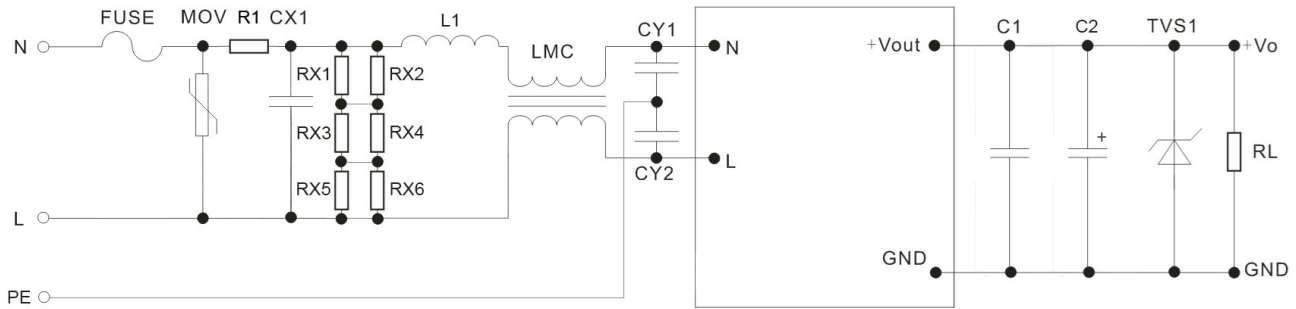 FUSE MOV R1 CX1 L1 CY1 C1 C2 TVS1
N N +Vout +Vo
LMC
RX1 RX2
RX3 RX4 + RL
L
RX5 RX6 CY2
L
GND GND
PE